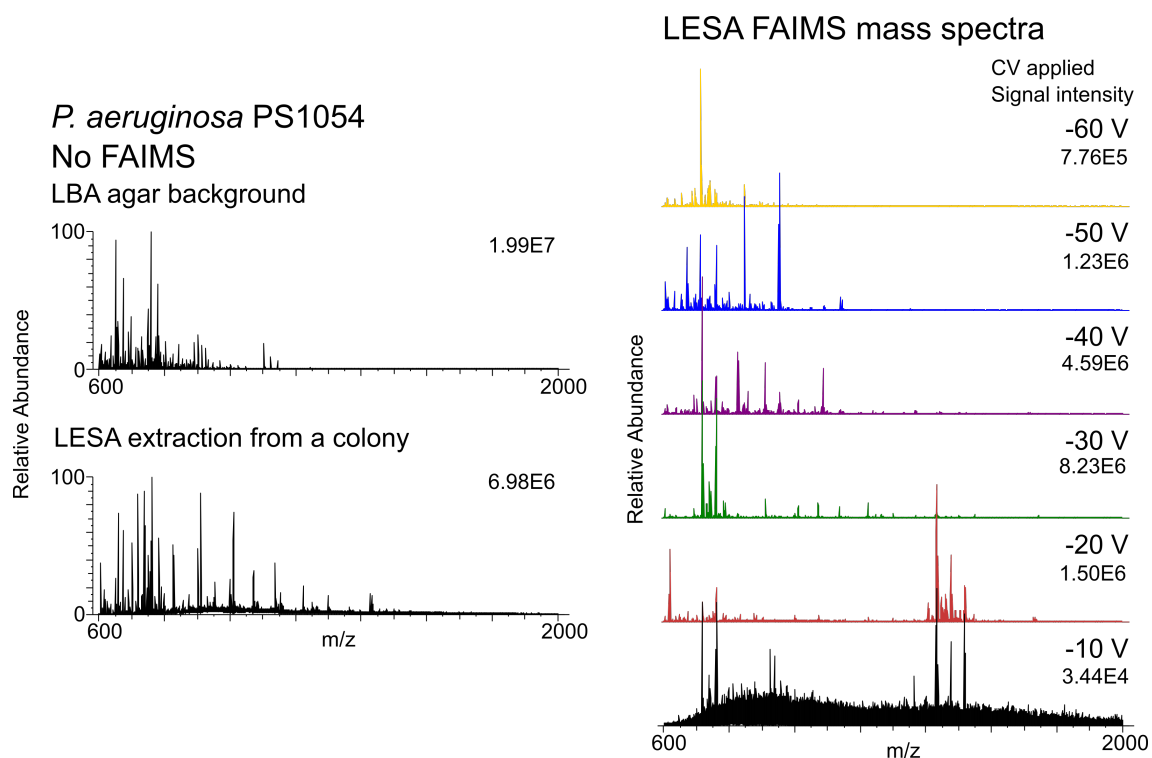 P. aeruginosa PS1054
No FAIMS
LBA agar background
100
1.99E7
0
600
2000
Relative Abundance
LESA extraction from a colony
100
6.98E6
0
600
2000
m/z
LESA FAIMS mass spectra
CV applied
Signal intensity
-60 V
7.76E5
-50 V
1.23E6
-40 V
4.59E6
-30 V
8.23E6
-20 V
1.50E6
-10 V
3.44E4
Relative Abundance
600
2000
m/z